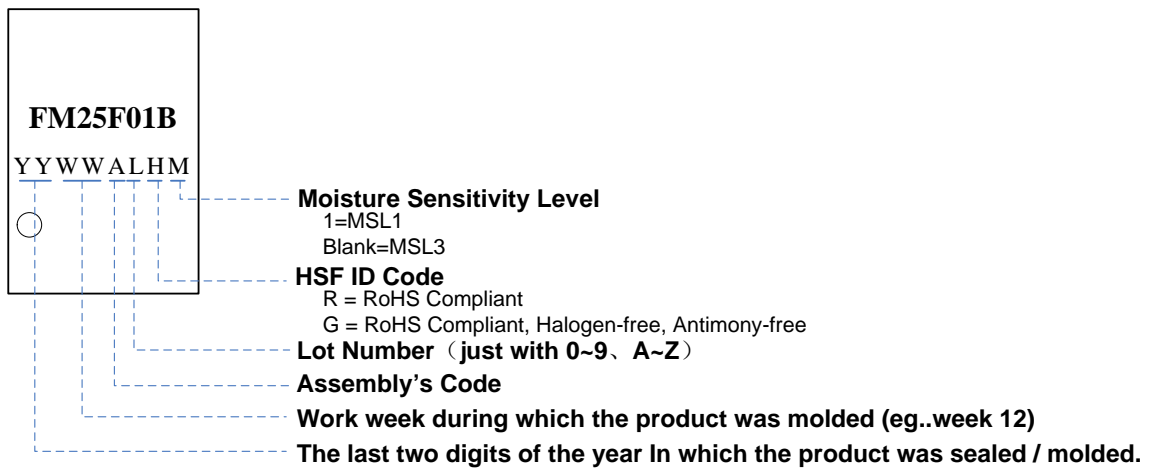 FM25F01B
YYWWALHM
Moisture Sensitivity Level
1=MSL1
Blank=MSL3
HSF ID Code
R = RoHS Compliant
G = RoHS Compliant, Halogen-free, Antimony-free
Lot Number（just with 0~9、A~Z）
Assembly's Code
Work week during which the product was molded (eg..week 12)
The last two digits of the year In which the product was sealed / molded.